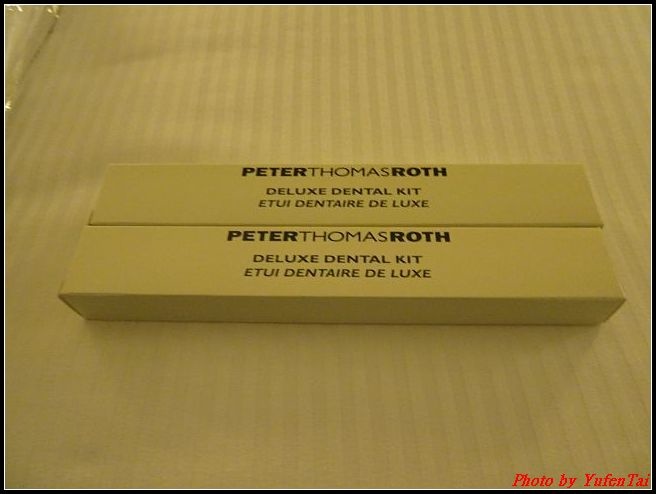 PETERTHOMASROTH
DELUXE DENTAL KIT
ETUI DENTAIRE DE LUXE
PETERTHOMASROTH
DELUXE DENTAL KIT
ETUI DENTAIRE DE LUXE
Photo by YufenTai